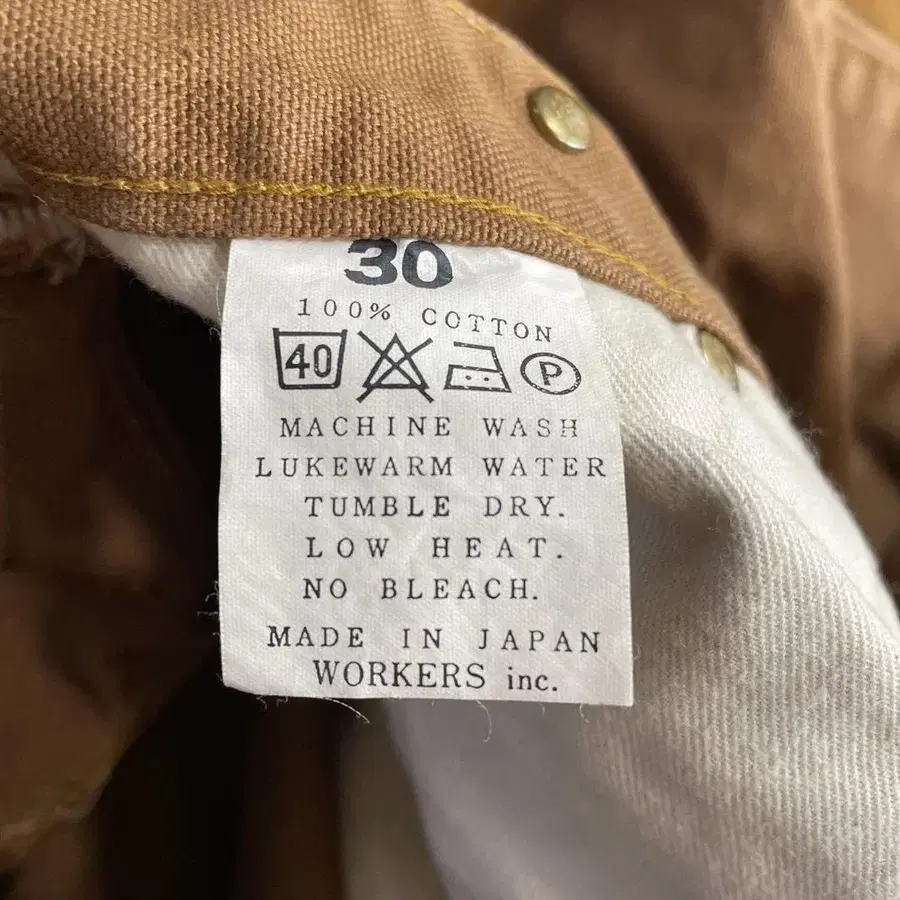 30
100% COTTON
40 P
MACHINE WASH
LUKEWARM WATER
TUMBLE DRY.
LOW HEAT.
NO BLEACH.
MADE IN JAPAN
WORKERS inc.